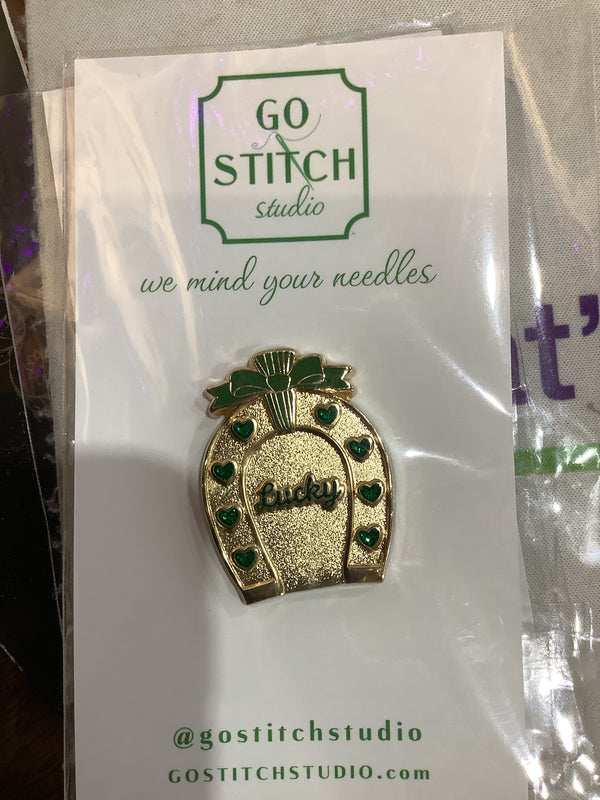 GO
STITCH
studio
we mind your needles
Lucky
@gostitchstudio
GOSTITCHSTUDIO.com